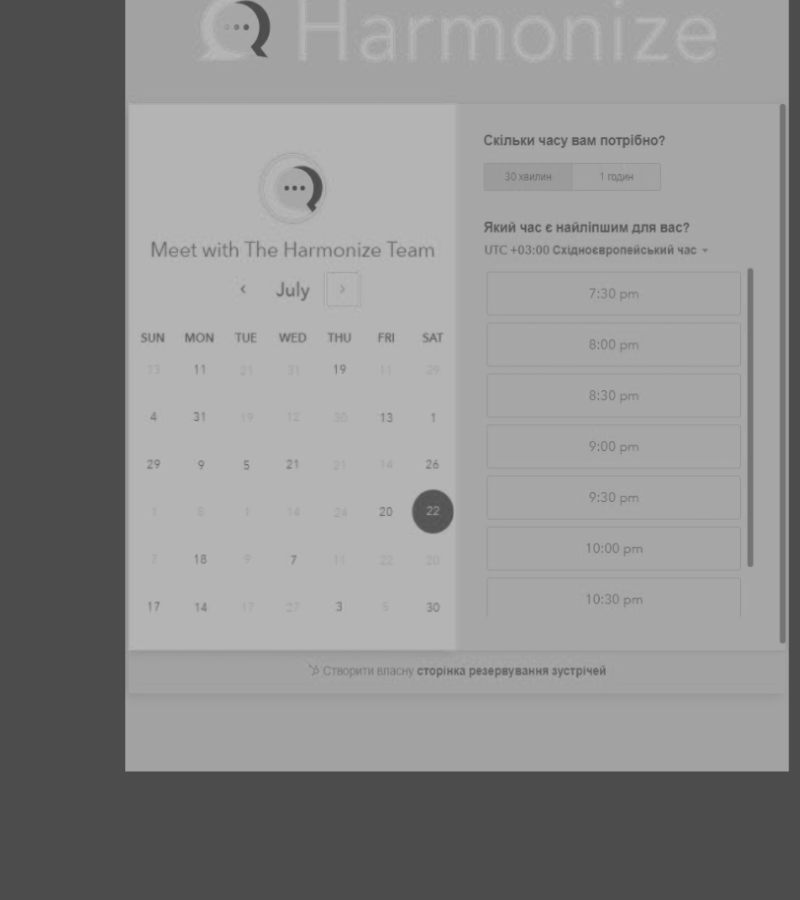 Harmonize
Meet with The Harmonize Team
July
SUN MON TUE WED THU FRI SAT
13 11 21 31 19 11 29
4 31 19 12 30 13 1
29 9 5 21 21 14 26
1 8 1 16 24 20 22
7 18 9 7 11 22 20
17 14 17 27 3 5 30
Скільки часу вам потрібно?
30 хвилин 1 годин
Який час є найліпшим для вас?
UTC +03:00 Східноєвропейський час
7:30 pm
8:00 pm
8:30 pm
9:00 pm
9:30 pm
10:00 pm
10:30 pm
Створити власну сторінка резервування зустрічей